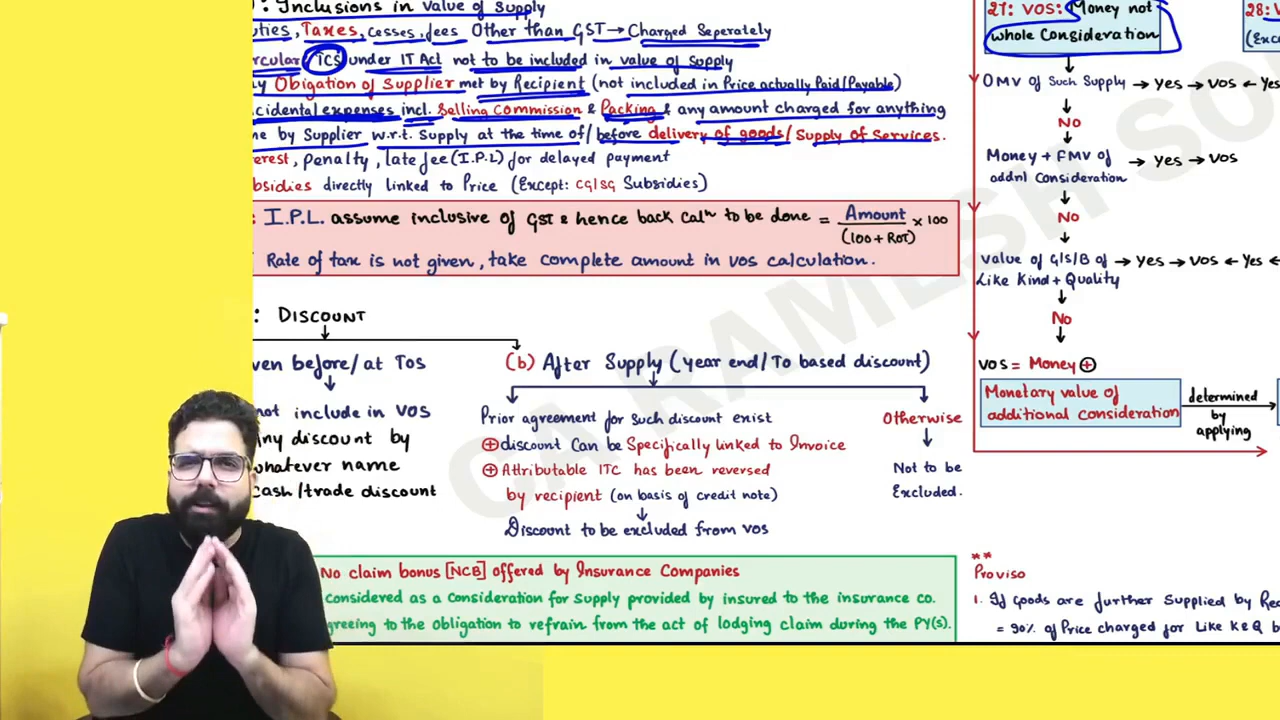 : Inclusions in Value of Supply
Taxes, cesses, fees Other than GST → Charged Seperately
TCS under IT Act not to be included in value of supply
Obigation of Supplier met by Recipient (not included in Price actually Paid/Payable)
expenses incl. Selling Commission & Packing & any amount charged for anything
by Supplier w.r.t. Supply at the time of/ before delivery of goods/ Supply of Services.
penalty, late fee (I.P.L) for delayed payment
directly linked to Price (Except: CG/SG Subsidies)
: I.P.L. assume inclusive of GST & hence back Calⁿ to be done = Amount / (100 + ROT) × 100
Rate of tax is not given, take complete amount in vos calculation.
: DISCOUNT
before/ at TOS
not include in VOS
discount by
whatever name
cash/trade discount
(b) After Supply (year end/ To based discount)
Prior agreement for such discount exist
⊕ discount Can be Specifically linked to Invoice
⊕ Attributable ITC has been reversed
by recipient (on basis of credit note)
Discount to be excluded from vos
Otherwise
Not to be
Excluded.
No claim bonus [NCB] offered by Insurance Companies
considered as a Consideration for Supply provided by insured to the insurance co.
to the obligation to refrain from the act of lodging claim during the PY(s).
27: VOS: Money not
whole Consideration
28:
OMV of Such Supply → Yes → VOS ←
NO
Money + FMV of
addnl Consideration → Yes → VOS
NO
Value of G/S/B of
Like Kind + Quality → Yes → VOS ← Yes ←
NO
VOS = Money ⊕
Monetary value of
additional consideration
determined
by
applying
**
Proviso
1. If Goods are further Supplied by
= 90% of Price charged for Like K&Q
CA RAMESH